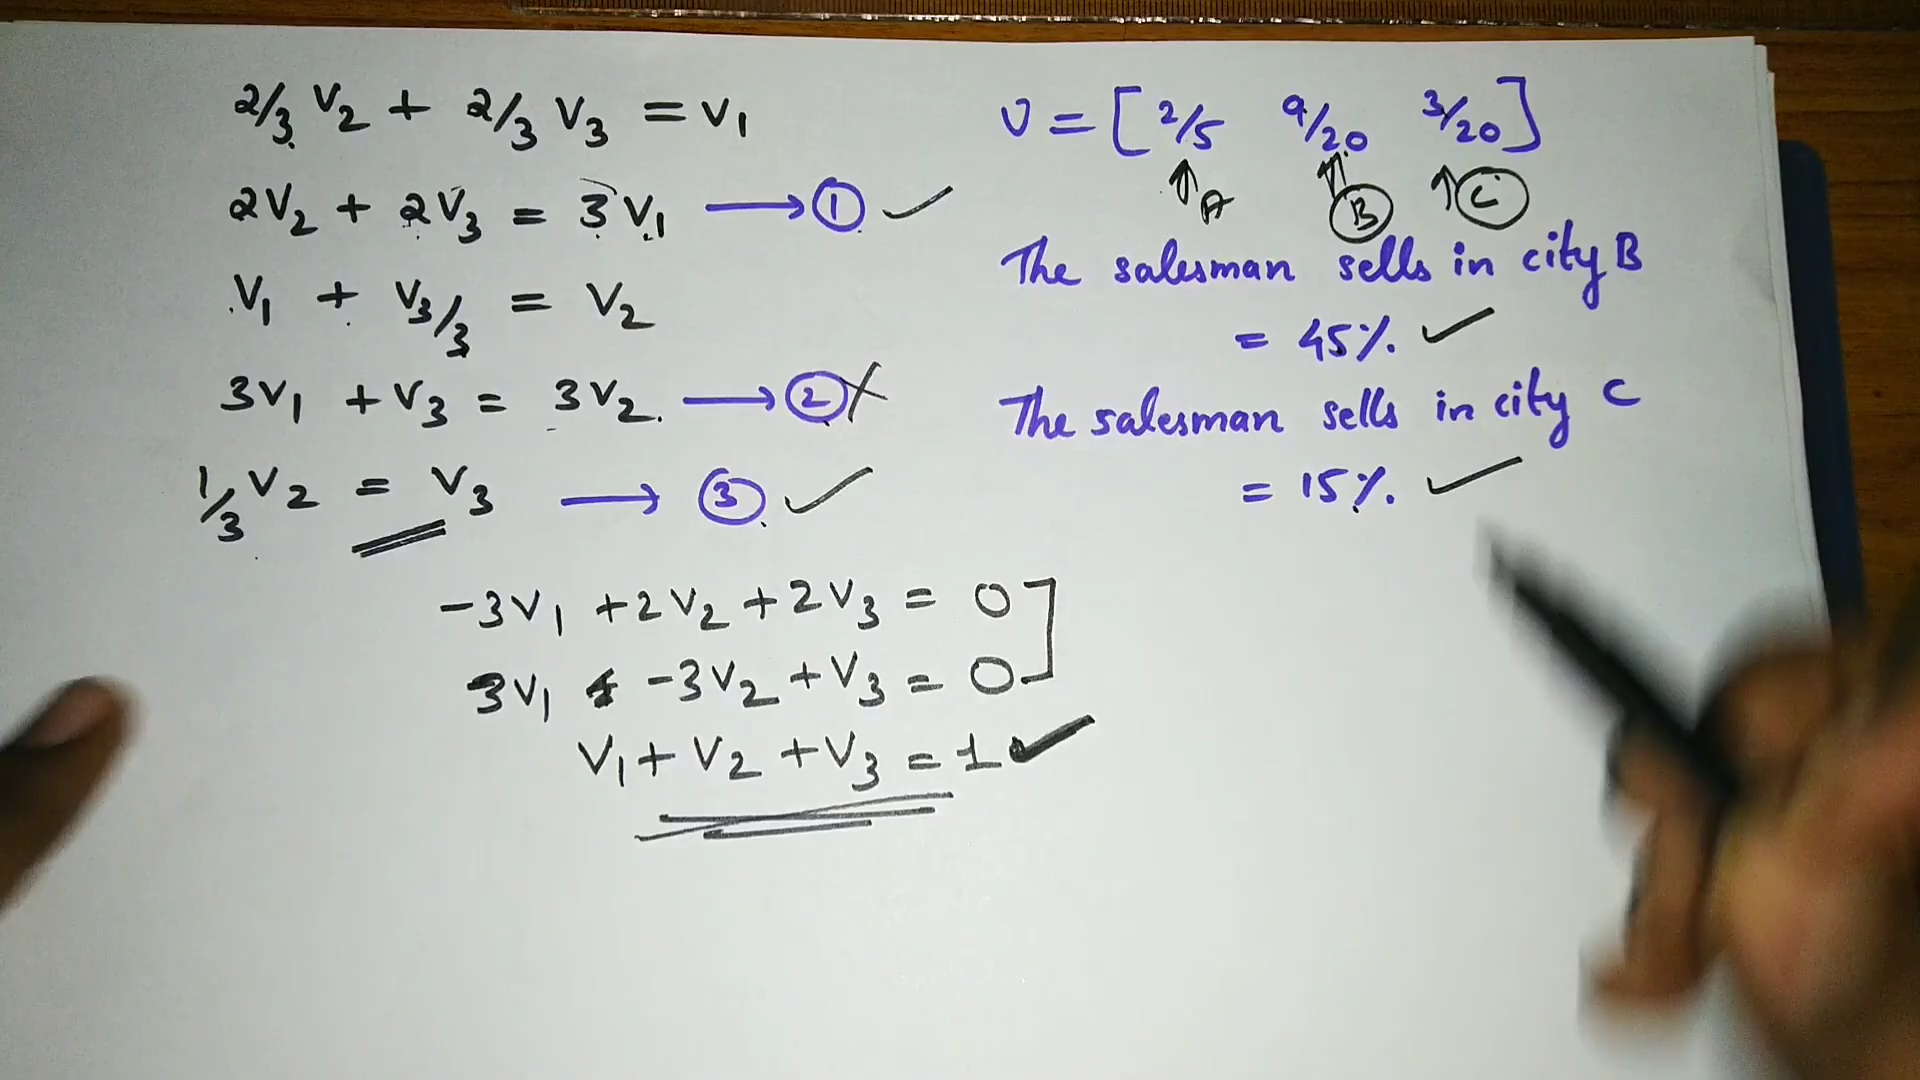 2/3 V2 + 2/3 V3 = V1
2V2 + 2V3 = 3V1 → ① ✓
V1 + V3/3 = V2
3V1 + V3 = 3V2. → ② X
1/3 V2 = V3 → ③ ✓
-3V1 + 2V2 + 2V3 = 0
3V1 - 3V2 + V3 = 0
V1 + V2 + V3 = 1 ✓
V = [2/5 9/20 3/20]
↑ A ↑ B ↑ C
The salesman sells in city B
= 45%. ✓
The salesman sells in city C
= 15%. ✓